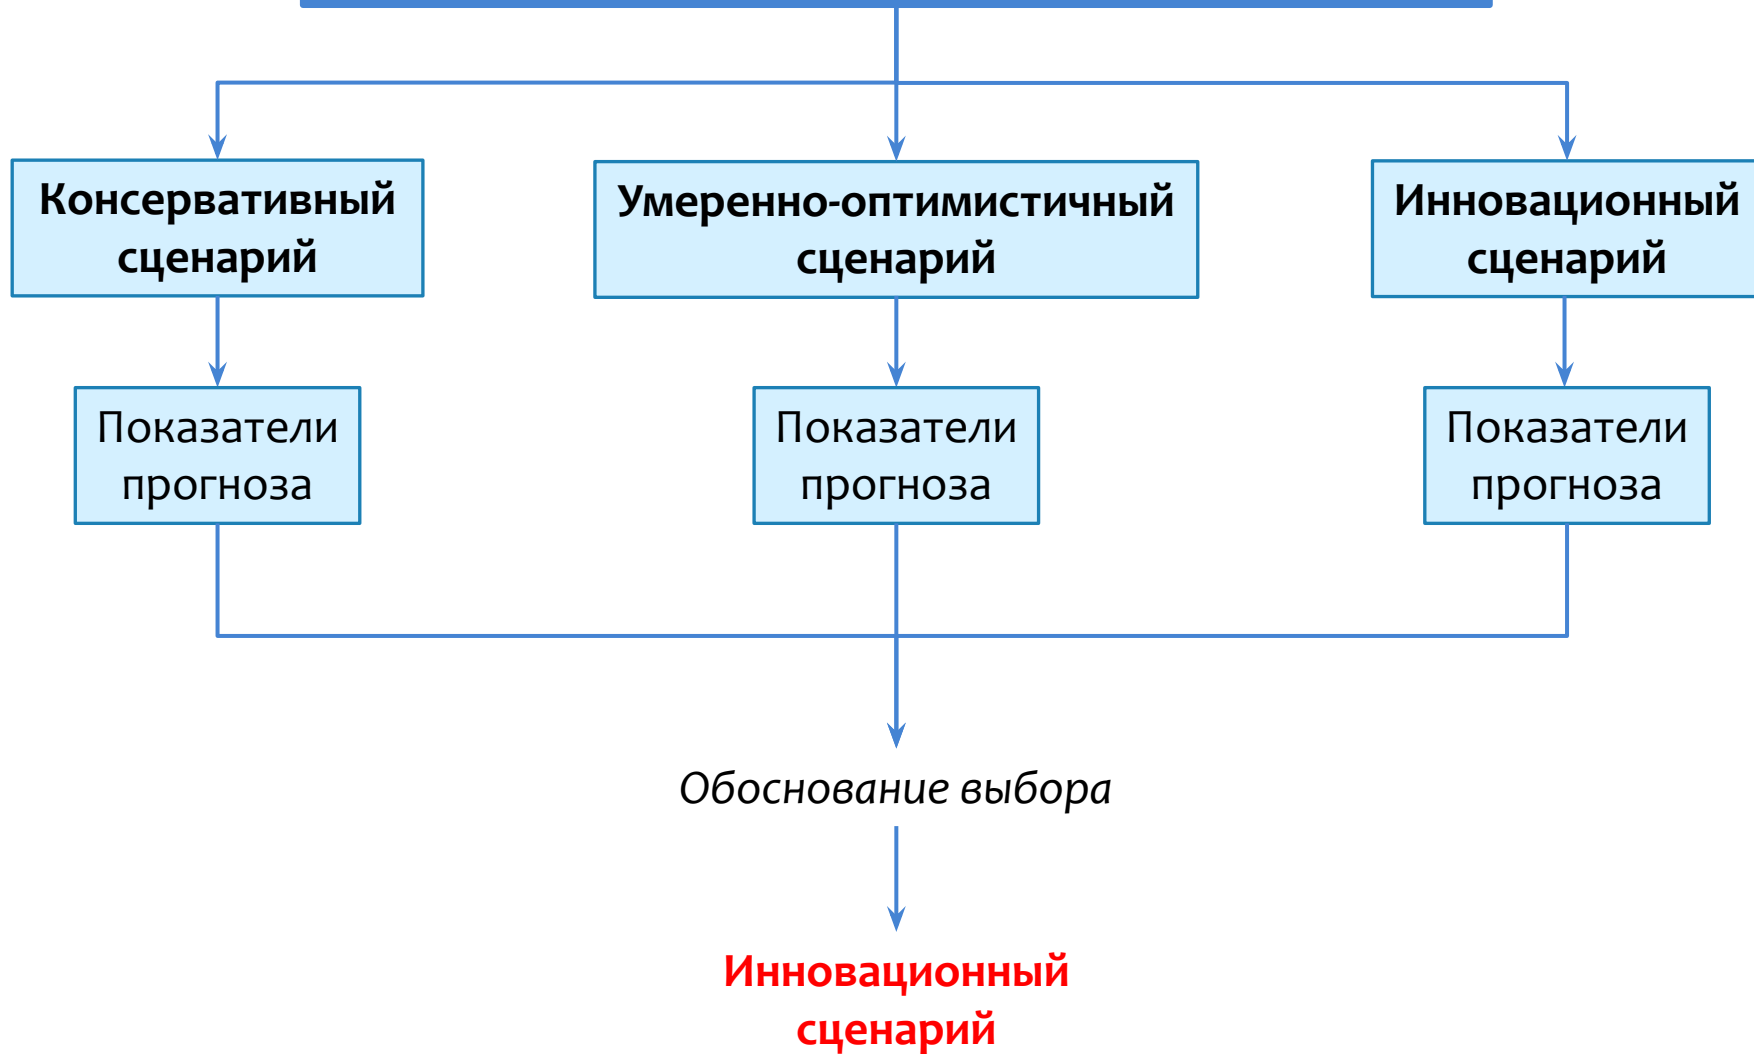 Консервативный
сценарий
Умеренно-оптимистичный
сценарий
Инновационный
сценарий
Показатели
прогноза
Показатели
прогноза
Показатели
прогноза
Обоснование выбора
Инновационный
сценарий